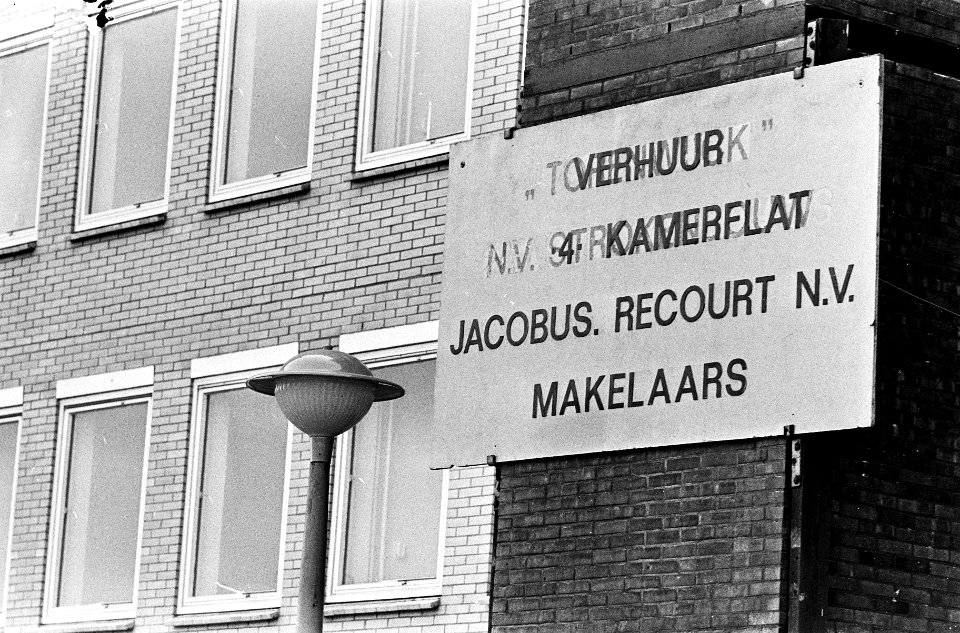 VERHUUR
4 KAMERFLAT
N.V.
JACOBUS. RECOURT N.V.
MAKELAARS